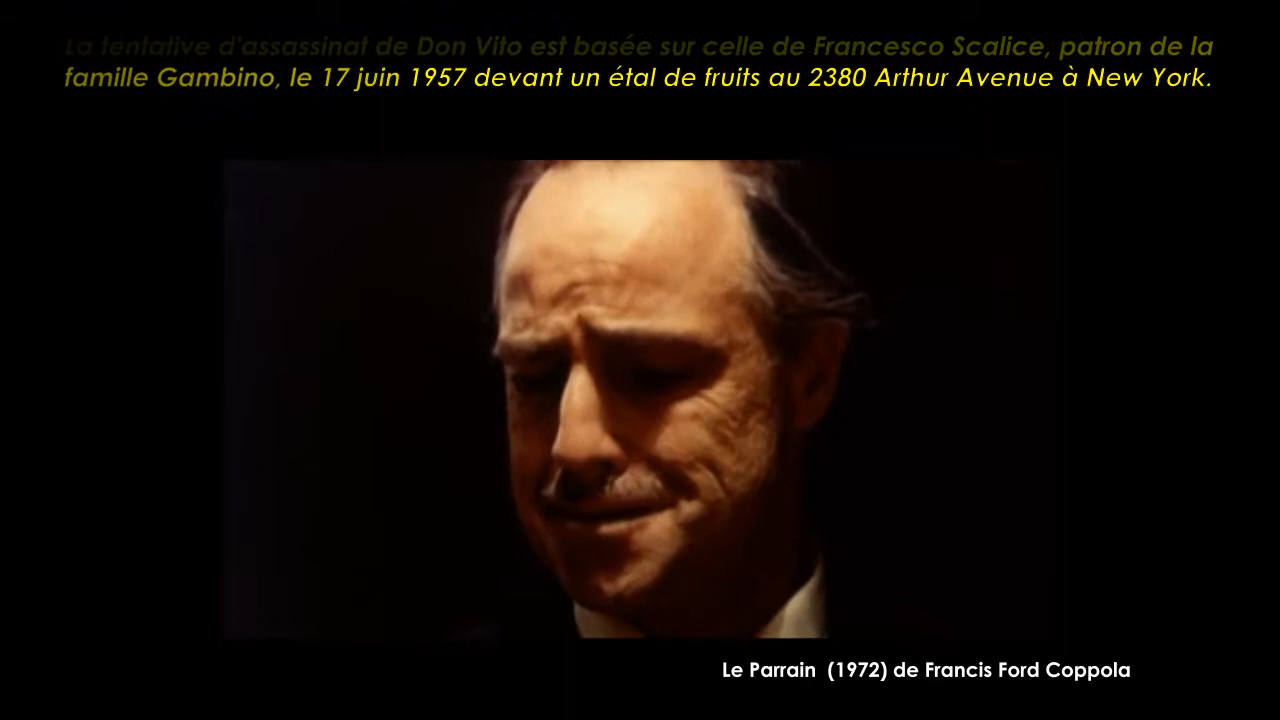 La tentative d'assassinat de Don Vito est basée sur celle de Francesco Scalice, patron de la
famille Gambino, le 17 juin 1957 devant un étal de fruits au 2380 Arthur Avenue à New York.
Le Parrain (1972) de Francis Ford Coppola